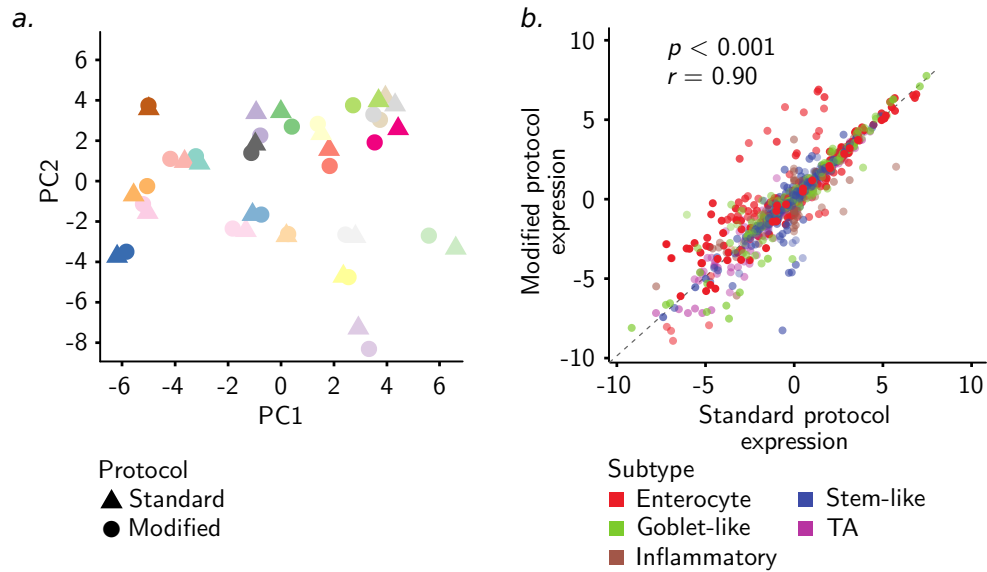 a.
6
4
2
0
-2
-4
-6
-8
PC2
-6 -4 -2 0 2 4 6
PC1
Protocol
Standard
Modified
b.
p < 0.001
r = 0.90
10
5
0
-5
-10
Modified protocol
expression
-10 -5 0 5 10
Standard protocol
expression
Subtype
Enterocyte
Goblet-like
Inflammatory
Stem-like
TA